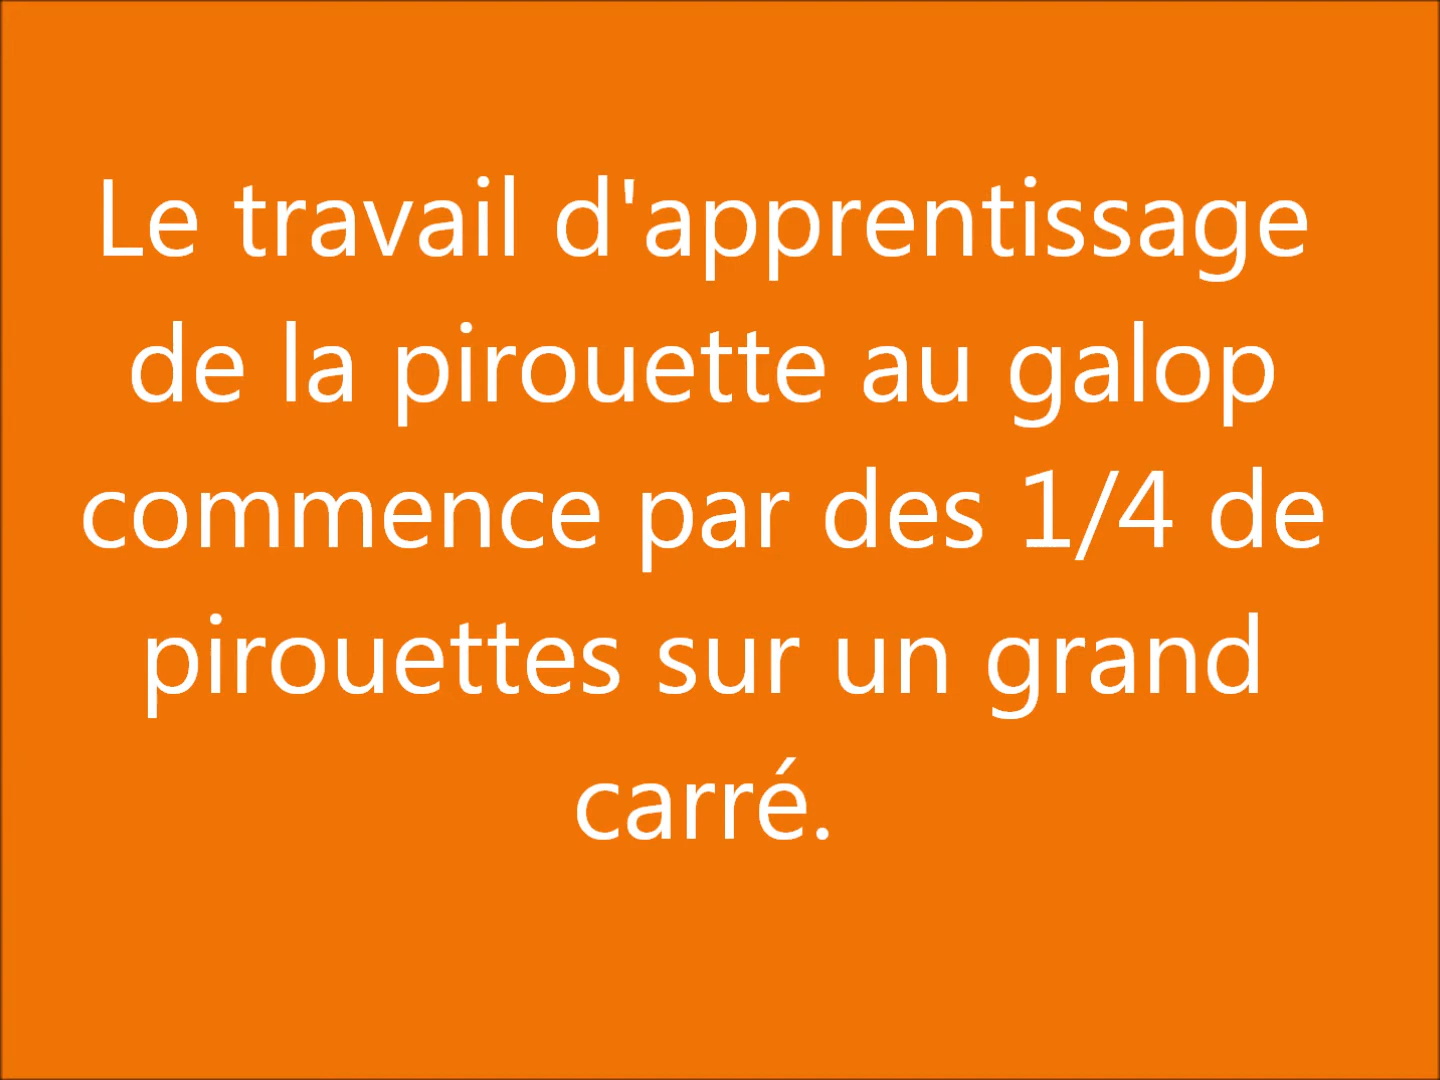 Le travail d'apprentissage
de la pirouette au galop
commence par des 1/4 de
pirouettes sur un grand
carré.